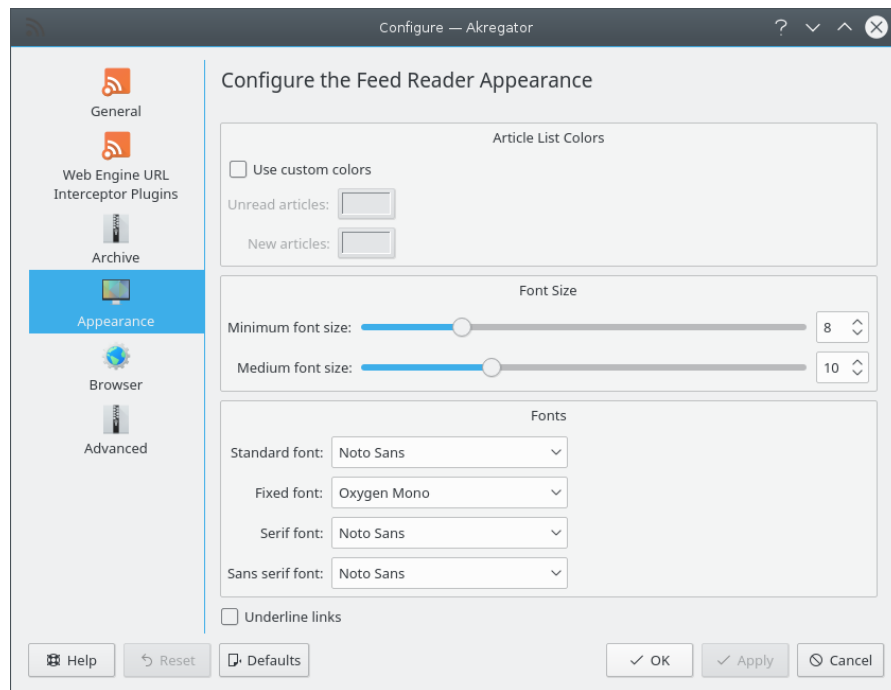 Configure — Akregator
General
Web Engine URL
Interceptor Plugins
Archive
Appearance
Browser
Advanced
Configure the Feed Reader Appearance
Article List Colors
Use custom colors
Unread articles:
New articles:
Font Size
Minimum font size: 8
Medium font size: 10
Fonts
Standard font: Noto Sans
Fixed font: Oxygen Mono
Serif font: Noto Sans
Sans serif font: Noto Sans
Underline links
Help Reset Defaults OK Apply Cancel